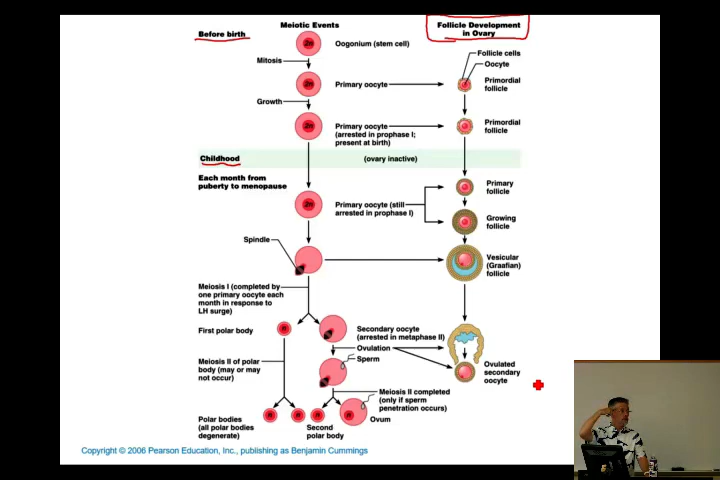 Meiotic Events
Follicle Development
in Ovary
Before birth
Oogonium (stem cell)
2n
Mitosis
Follicle cells
Oocyte
2n
Primary oocyte
Primordial
follicle
Growth
2n
Primary oocyte
(arrested in prophase I;
present at birth)
Primordial
follicle
Childhood
(ovary inactive)
Each month from
puberty to menopause
2n
Primary oocyte (still
arrested in prophase I)
Primary
follicle
Growing
follicle
Spindle
Vesicular
(Graafian)
follicle
Meiosis I (completed by
one primary oocyte each
month in response to
LH surge)
First polar body
n
Secondary oocyte
(arrested in metaphase II)
Ovulation
Sperm
Meiosis II of polar
body (may or may
not occur)
Ovulated
secondary
oocyte
Meiosis II completed
(only if sperm
penetration occurs)
n
n
n
n
Polar bodies
(all polar bodies
degenerate)
Second
polar body
Ovum
Copyright © 2006 Pearson Education, Inc., publishing as Benjamin Cummings